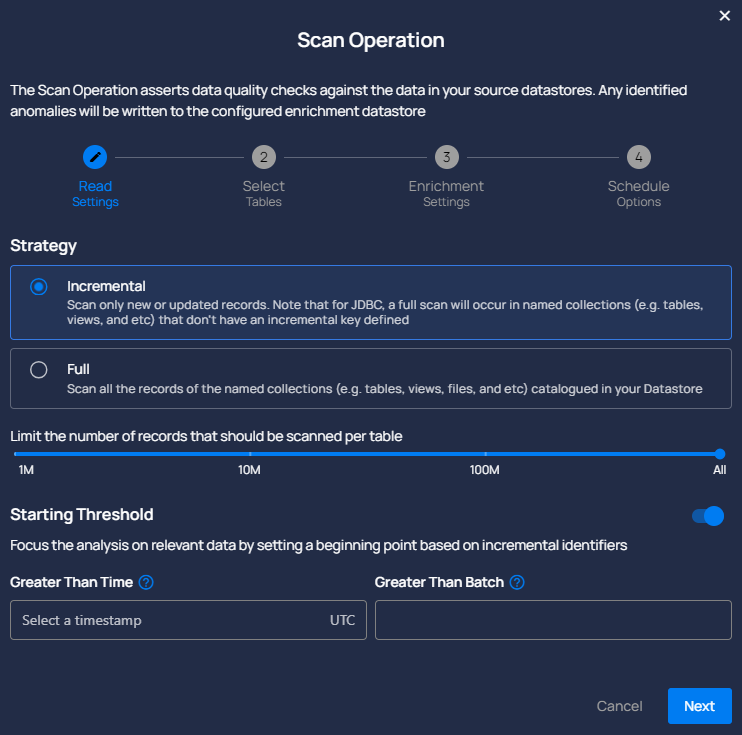 Scan Operation
The Scan Operation asserts data quality checks against the data in your source datastores. Any identified
anomalies will be written to the configured enrichment datastore
2 3 4
Read Select Enrichment Schedule
Settings Tables Settings Options
Strategy
Incremental
Scan only new or updated records. Note that for JDBC, a full scan will occur in named collections (e.g. tables,
views, and etc) that don't have an incremental key defined
Full
Scan all the records of the named collections (e.g. tables, views, files, and etc) catalogued in your Datastore
Limit the number of records that should be scanned per table
1M 10M 100M All
Starting Threshold
Focus the analysis on relevant data by setting a beginning point based on incremental identifiers
Greater Than Time ? Greater Than Batch ?
Select a timestamp UTC
Cancel Next